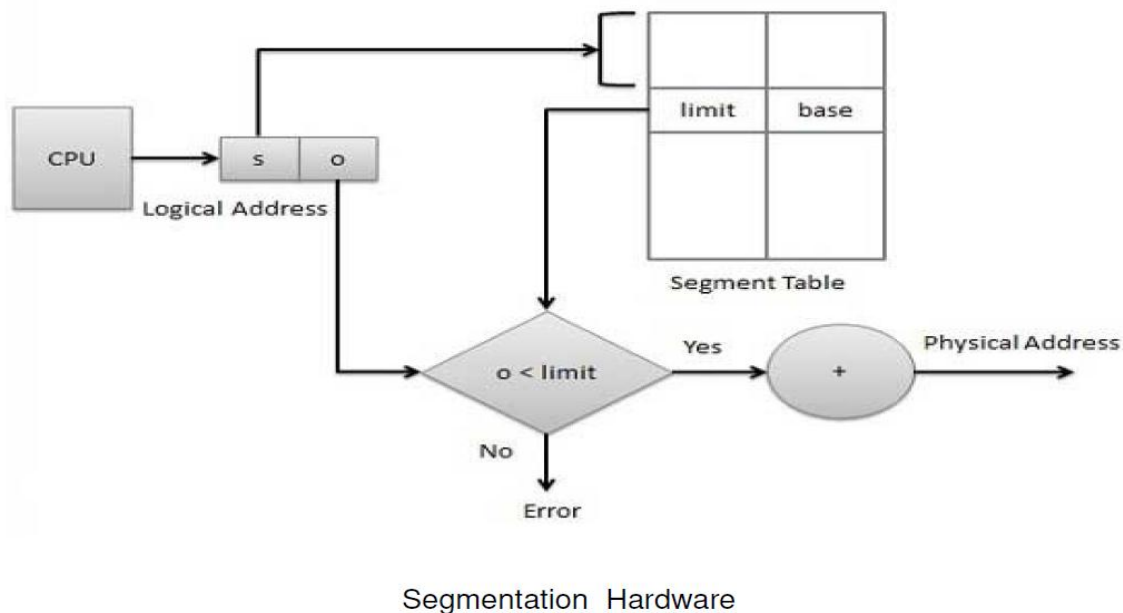 limit base
CPU
s o
Logical Address
Segment Table
o < limit
Yes
+
Physical Address
No
Error
Segmentation Hardware